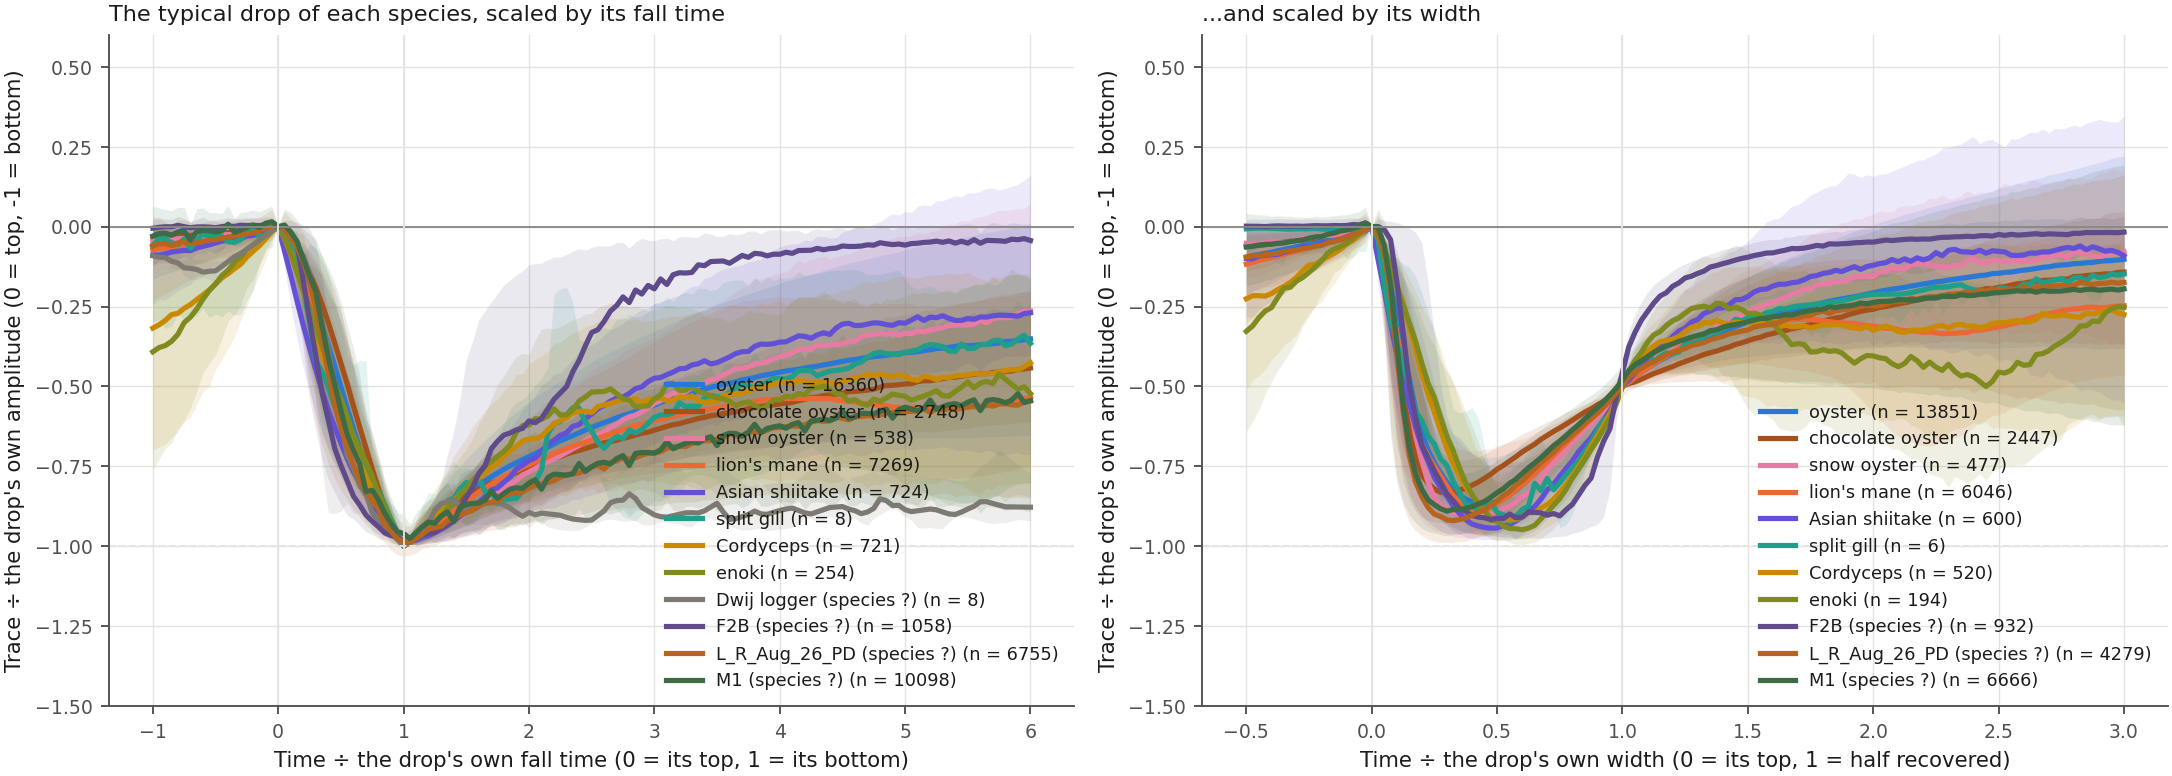 The typical drop of each species, scaled by its fall time
Trace ÷ the drop's own amplitude (0 = top, -1 = bottom)
0.50
0.25
0.00
−0.25
−0.50
−0.75
−1.00
−1.25
−1.50
oyster (n = 16360)
chocolate oyster (n = 2748)
snow oyster (n = 538)
lion's mane (n = 7269)
Asian shiitake (n = 724)
split gill (n = 8)
Cordyceps (n = 721)
enoki (n = 254)
Dwij logger (species ?) (n = 8)
F2B (species ?) (n = 1058)
L_R_Aug_26_PD (species ?) (n = 6755)
M1 (species ?) (n = 10098)
−1 0 1 2 3 4 5 6
Time ÷ the drop's own fall time (0 = its top, 1 = its bottom)
...and scaled by its width
Trace ÷ the drop's own amplitude (0 = top, -1 = bottom)
0.50
0.25
0.00
−0.25
−0.50
−0.75
−1.00
−1.25
−1.50
oyster (n = 13851)
chocolate oyster (n = 2447)
snow oyster (n = 477)
lion's mane (n = 6046)
Asian shiitake (n = 600)
split gill (n = 6)
Cordyceps (n = 520)
enoki (n = 194)
F2B (species ?) (n = 932)
L_R_Aug_26_PD (species ?) (n = 4279)
M1 (species ?) (n = 6666)
−0.5 0.0 0.5 1.0 1.5 2.0 2.5 3.0
Time ÷ the drop's own width (0 = its top, 1 = half recovered)